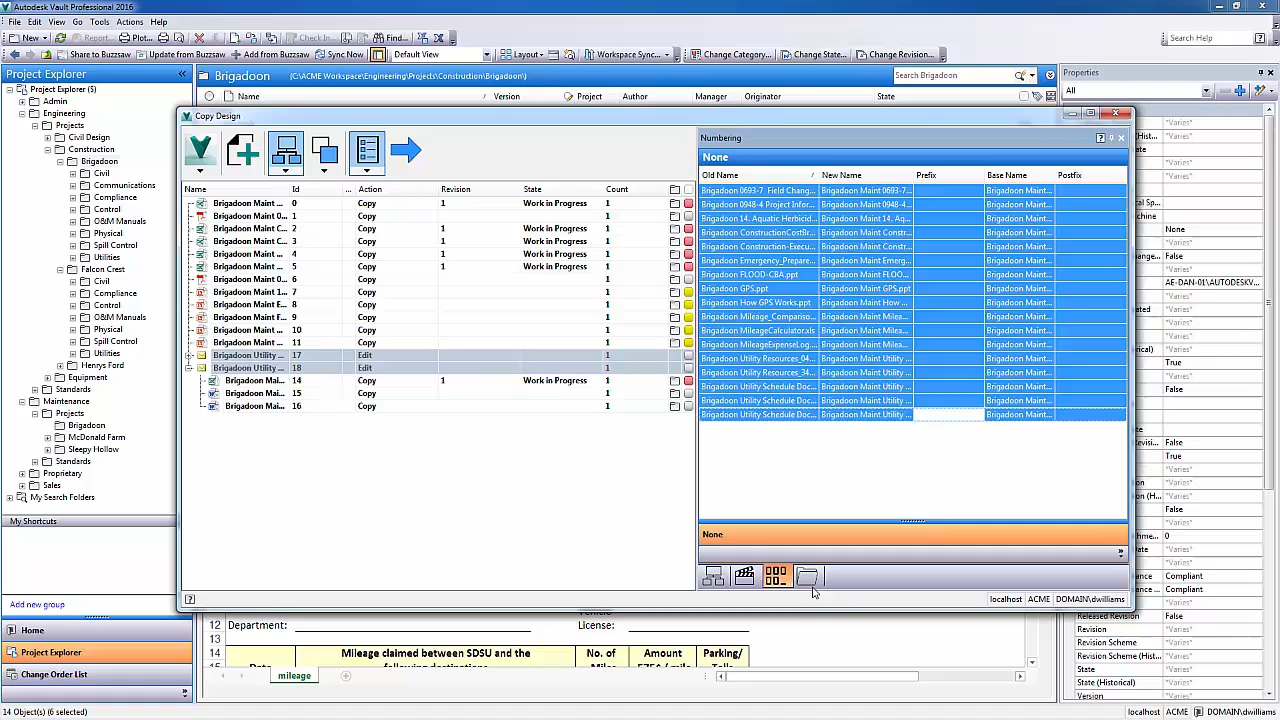 Autodesk Vault Professional 2016
File Edit View Go Tools Actions Help
New Report... Plot... Check In... Find... Search Help
Share to Buzzsaw Update from Buzzsaw Add from Buzzsaw Sync Now Default View Layout Workspace Sync... Change Category... Change State... Change Revision...
Project Explorer
Project Explorer ($)
Admin
Engineering
Projects
Civil Design
Construction
Brigadoon
Civil
Communications
Compliance
Control
O&M Manuals
Physical
Spill Control
Utilities
Falcon Crest
Civil
Compliance
Control
O&M Manuals
Physical
Spill Control
Utilities
Henrys Ford
Equipment
Standards
Maintenance
Projects
Brigadoon
McDonald Farm
Sleepy Hollow
Standards
Proprietary
Sales
My Search Folders
My Shortcuts
Add new group
Home
Project Explorer
Change Order List
14 Object(s) (6 selected)
Brigadoon (C:\ACME Workspace\Engineering\Projects\Construction\Brigadoon\) Search Brigadoon
Name Version Project Author Manager Originator State
Copy Design
Name Id ... Action Revision State Count
Brigadoon Maint ... 0 Copy 1 Work in Progress 1
Brigadoon Maint 0... 1 Copy 1
Brigadoon Maint C... 2 Copy 1 Work in Progress 1
Brigadoon Maint C... 3 Copy 1 Work in Progress 1
Brigadoon Maint ... 4 Copy 1 Work in Progress 1
Brigadoon Maint ... 5 Copy 1 Work in Progress 1
Brigadoon Maint 0... 6 Copy 1
Brigadoon Maint 1... 7 Copy 1
Brigadoon Maint E... 8 Copy 1
Brigadoon Maint F... 9 Copy 1
Brigadoon Maint ... 10 Copy 1
Brigadoon Maint ... 11 Copy 1
Brigadoon Utility ... 17 Edit 1
Brigadoon Utility ... 18 Edit 1
Brigadoon Mai... 14 Copy 1 Work in Progress 1
Brigadoon Mai... 15 Copy 1
Brigadoon Mai... 16 Copy 1
Numbering
None
Old Name New Name Prefix Base Name Postfix
Brigadoon 0693-7 Field Chang... Brigadoon Maint 0693-7... Brigadoon Maint...
Brigadoon 0948-4 Project Infor... Brigadoon Maint 0948-4... Brigadoon Maint...
Brigadoon 14. Aquatic Herbicid... Brigadoon Maint 14. Aq... Brigadoon Maint...
Brigadoon ConstructionCostBr... Brigadoon Maint Constr... Brigadoon Maint...
Brigadoon Construction-Execu... Brigadoon Maint Constr... Brigadoon Maint...
Brigadoon Emergency_Prepare... Brigadoon Maint Emerg... Brigadoon Maint...
Brigadoon FLOOD-CBA.ppt Brigadoon Maint FLOO... Brigadoon Maint...
Brigadoon GPS.ppt Brigadoon Maint GPS.ppt Brigadoon Maint...
Brigadoon How GPS Works.ppt Brigadoon Maint How ... Brigadoon Maint...
Brigadoon Mileage_Compariso... Brigadoon Maint Milea... Brigadoon Maint...
Brigadoon MileageCalculator.xls Brigadoon Maint Milea... Brigadoon Maint...
Brigadoon MileageExpenseLog... Brigadoon Maint Milea... Brigadoon Maint...
Brigadoon Utility Resources_04... Brigadoon Maint Utility ... Brigadoon Maint...
Brigadoon Utility Resources_34... Brigadoon Maint Utility ... Brigadoon Maint...
Brigadoon Utility Schedule Doc... Brigadoon Maint Utility ... Brigadoon Maint...
Brigadoon Utility Schedule Doc... Brigadoon Maint Utility ... Brigadoon Maint...
Brigadoon Utility Schedule Doc... Brigadoon Maint Utility ... Brigadoon Maint...
None
localhost ACME DOMAIN\dwilliams
12 Department: License:
13
14 Mileage claimed between SDSU and the No. of Amount Parking/
mileage
Properties
All
*Varies*
*Varies*
*Varies*
*Varies*
None
False
AE-DAN-01\AUTODESKV...
True
False
True
False
True
False
0
Compliant
Compliant
Released Revision False
Revision *Varies*
Revision Scheme *Varies*
Revision Scheme (Hi... *Varies*
State *Varies*
State (Historical) *Varies*
Version *Varies*
localhost ACME DOMAIN\dwilliams